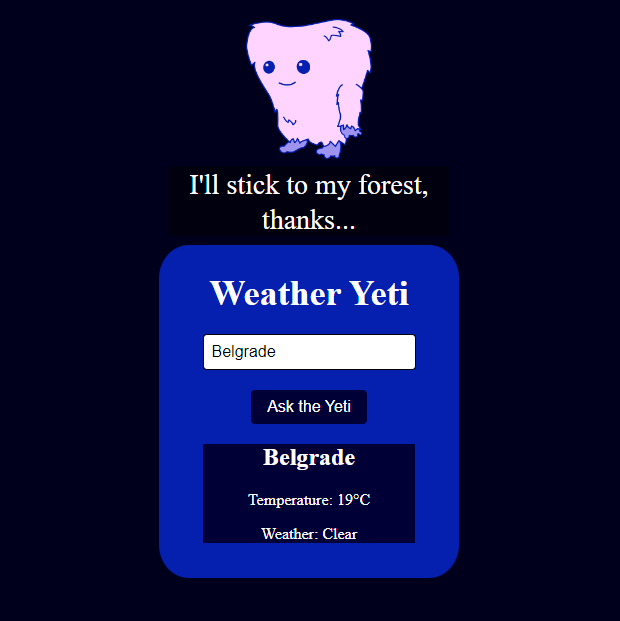 I'll stick to my forest,
thanks...
Weather Yeti
Belgrade
Ask the Yeti
Belgrade
Temperature: 19°C
Weather: Clear